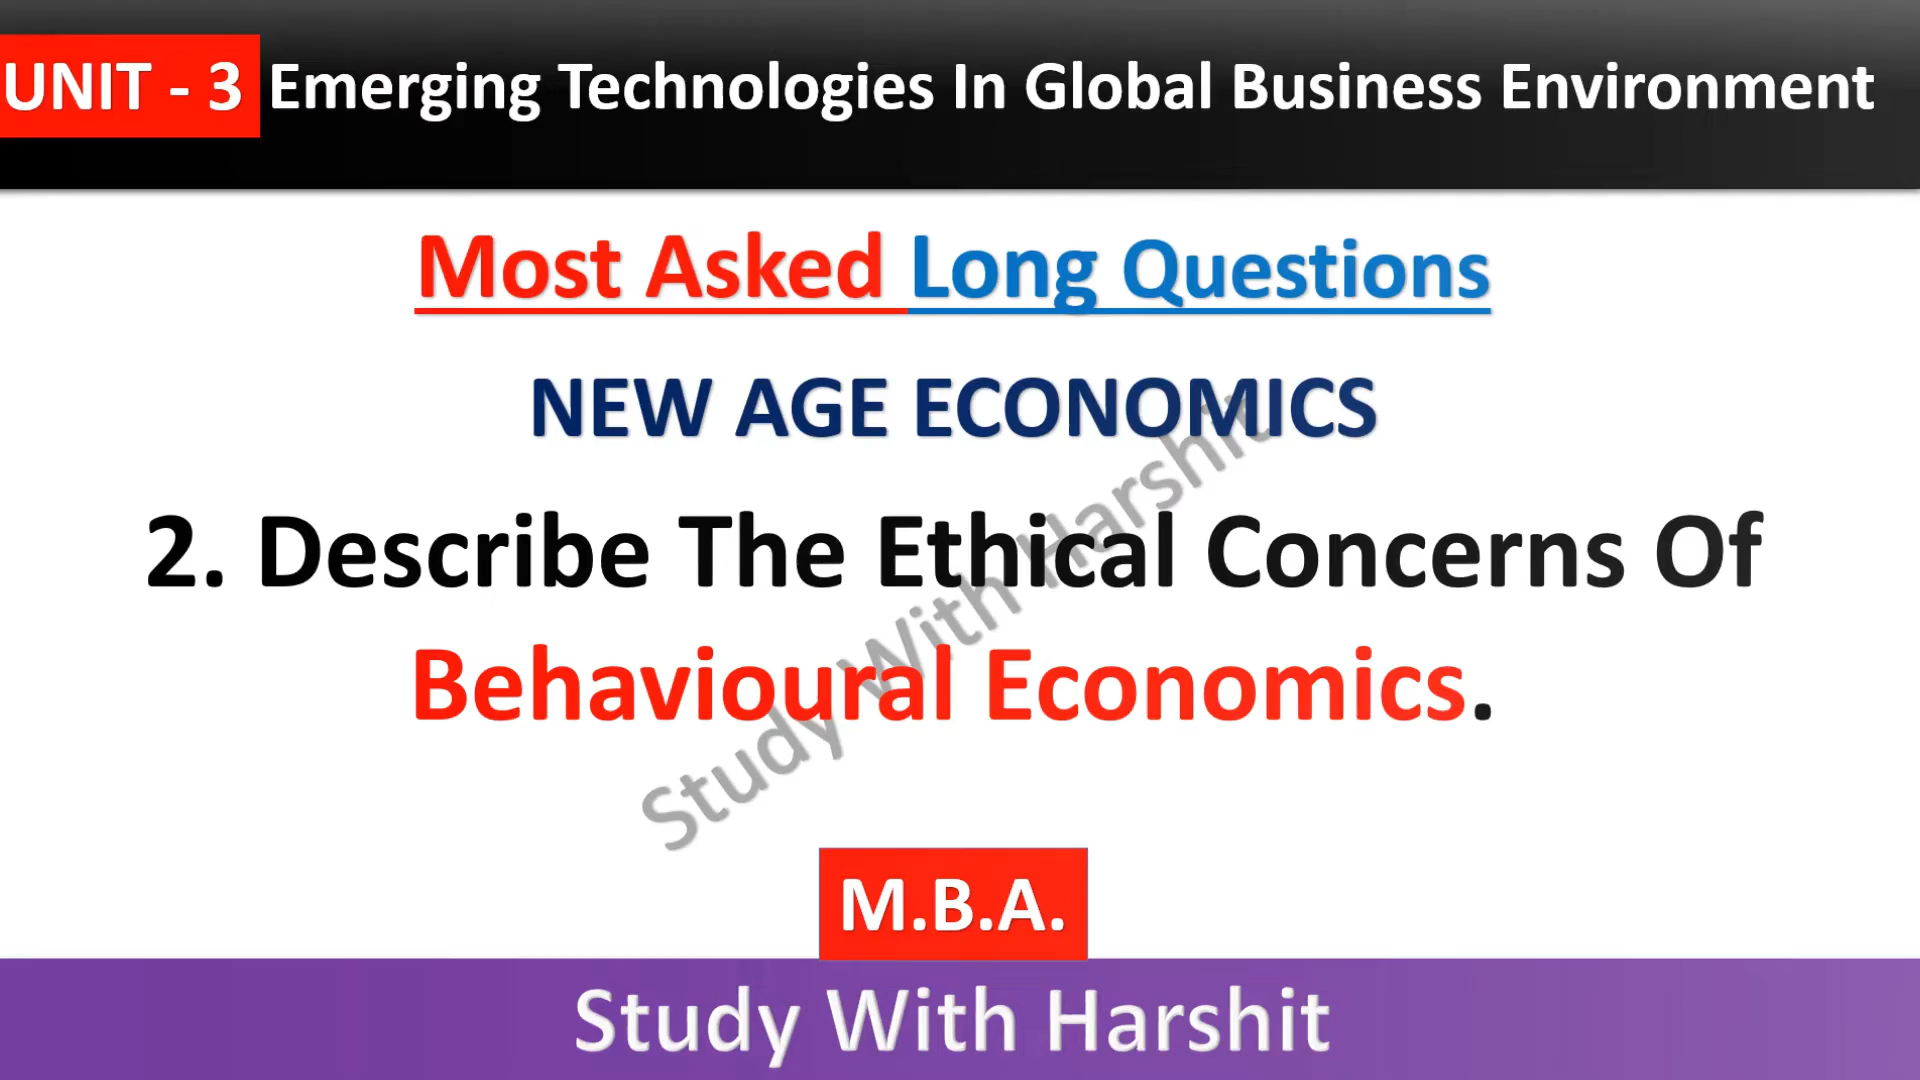 UNIT - 3 Emerging Technologies In Global Business Environment
Most Asked Long Questions
NEW AGE ECONOMICS
2. Describe The Ethical Concerns Of
Behavioural Economics.
Study With Harshit
M.B.A.
Study With Harshit